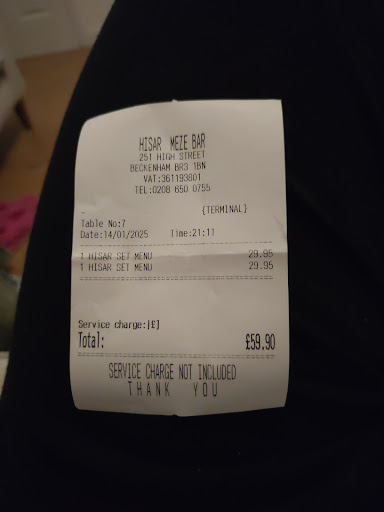 HISAR MEZE BAR
251 HIGH STREET
BECKENHAM BR3 1BN
VAT:361193801
TEL:0208 650 0755
{TERMINAL}
Table No:7
Date:14/01/2025 Time:21:11
1 HISAR SET MENU 29.95
1 HISAR SET MENU 29.95
Service charge:[£]
Total: £59.90
SERVICE CHARGE NOT INCLUDED
THANK YOU